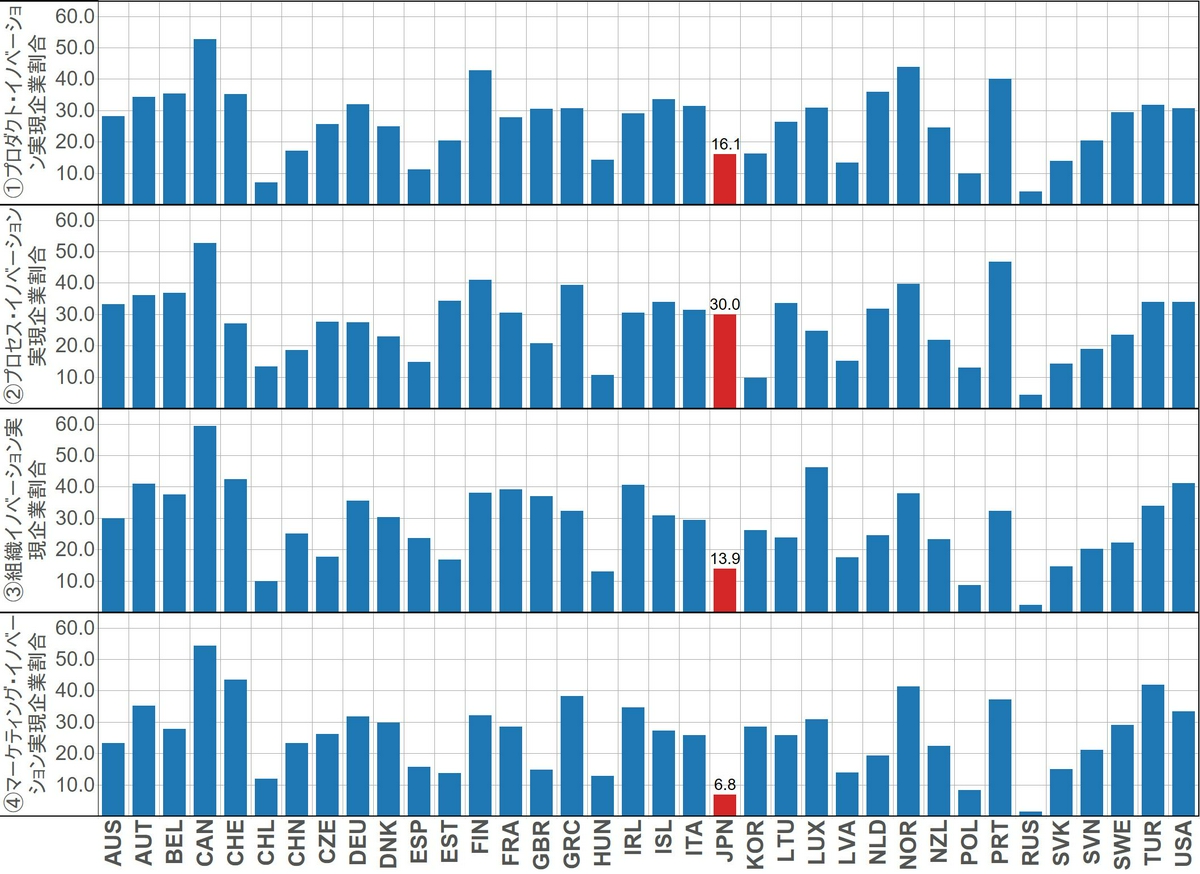 ①プロダクト・イノベーショ
ン実現企業割合
60.0
50.0
40.0
30.0
20.0
10.0
16.1
②プロセス・イノベーション
実現企業割合
60.0
50.0
40.0
30.0
20.0
10.0
30.0
③組織イノベーション実
現企業割合
60.0
50.0
40.0
30.0
20.0
10.0
13.9
④マーケティング・イノベー
ション実現企業割合
60.0
50.0
40.0
30.0
20.0
10.0
6.8
AUS
AUT
BEL
CAN
CHE
CHL
CHN
CZE
DEU
DNK
ESP
EST
FIN
FRA
GBR
GRC
HUN
IRL
ISL
ITA
JPN
KOR
LTU
LUX
LVA
NLD
NOR
NZL
POL
PRT
RUS
SVK
SVN
SWE
TUR
USA